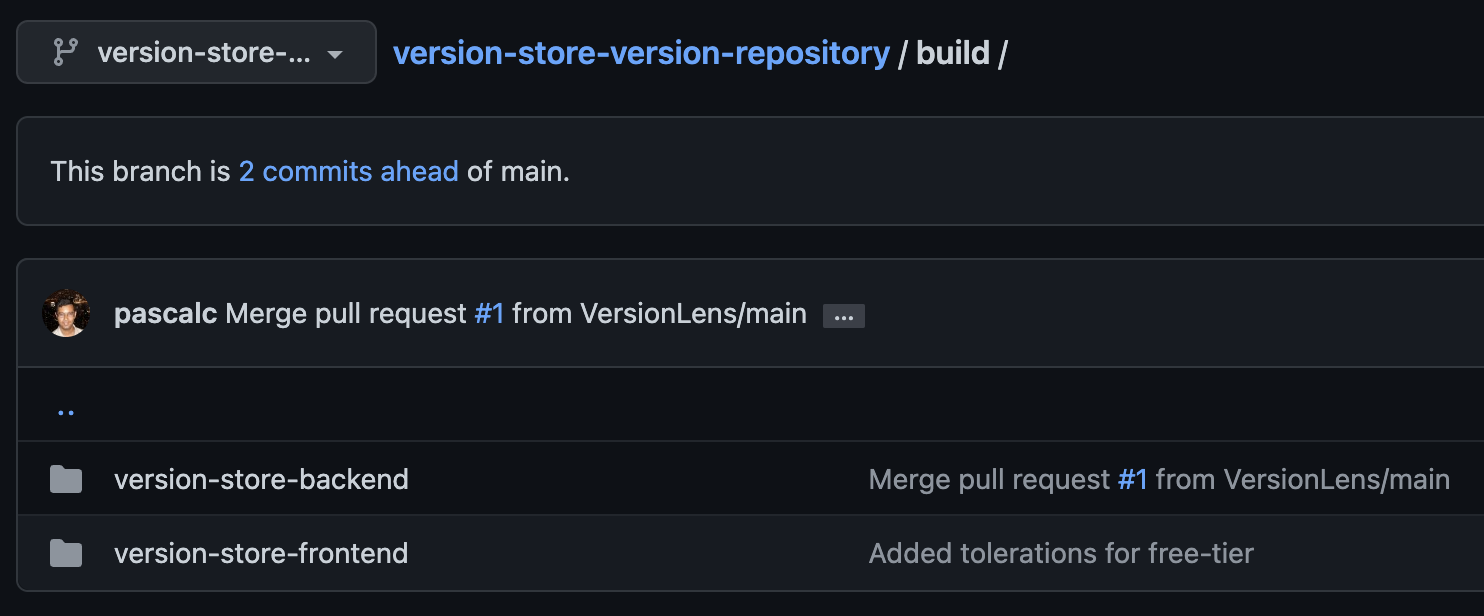 version-store-... version-store-version-repository / build /
This branch is 2 commits ahead of main.
pascalc Merge pull request #1 from VersionLens/main ...
..
version-store-backend Merge pull request #1 from VersionLens/main
version-store-frontend Added tolerations for free-tier